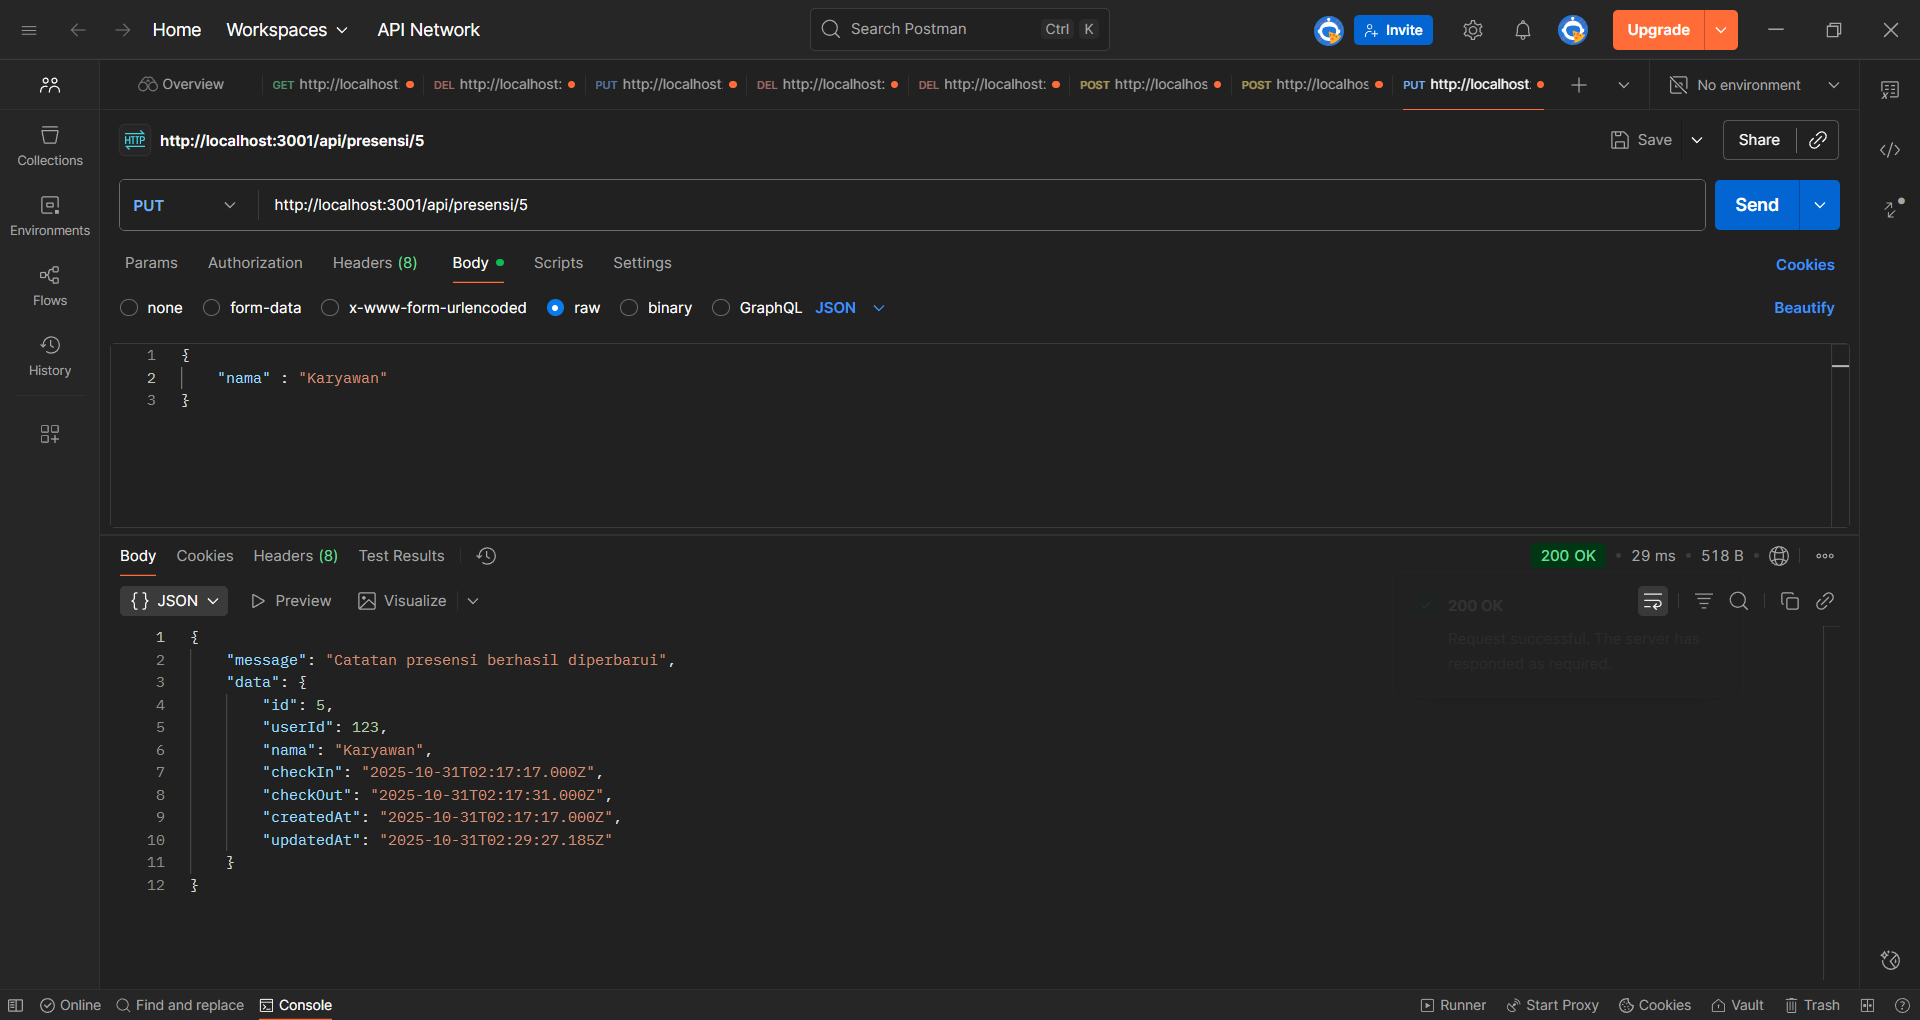 Home Workspaces API Network Search Postman Ctrl K Invite Upgrade
Overview GET http://localhost: DEL http://localhost: PUT http://localhost: DEL http://localhost: DEL http://localhost: POST http://localhos POST http://localhos PUT http://localhost: No environment
HTTP http://localhost:3001/api/presensi/5 Save Share
Collections
Environments
Flows
History
PUT http://localhost:3001/api/presensi/5 Send
Params Authorization Headers (8) Body Scripts Settings Cookies
none form-data x-www-form-urlencoded raw binary GraphQL JSON Beautify
1 {
2 "nama" : "Karyawan"
3 }
Body Cookies Headers (8) Test Results 200 OK • 29 ms • 518 B •
{} JSON Preview Visualize
200 OK
Request successful. The server has
responded as required.
1 {
2 "message": "Catatan presensi berhasil diperbarui",
3 "data": {
4 "id": 5,
5 "userId": 123,
6 "nama": "Karyawan",
7 "checkIn": "2025-10-31T02:17:17.000Z",
8 "checkOut": "2025-10-31T02:17:31.000Z",
9 "createdAt": "2025-10-31T02:17:17.000Z",
10 "updatedAt": "2025-10-31T02:29:27.185Z"
11 }
12 }
Online Find and replace Console Runner Start Proxy Cookies Vault Trash